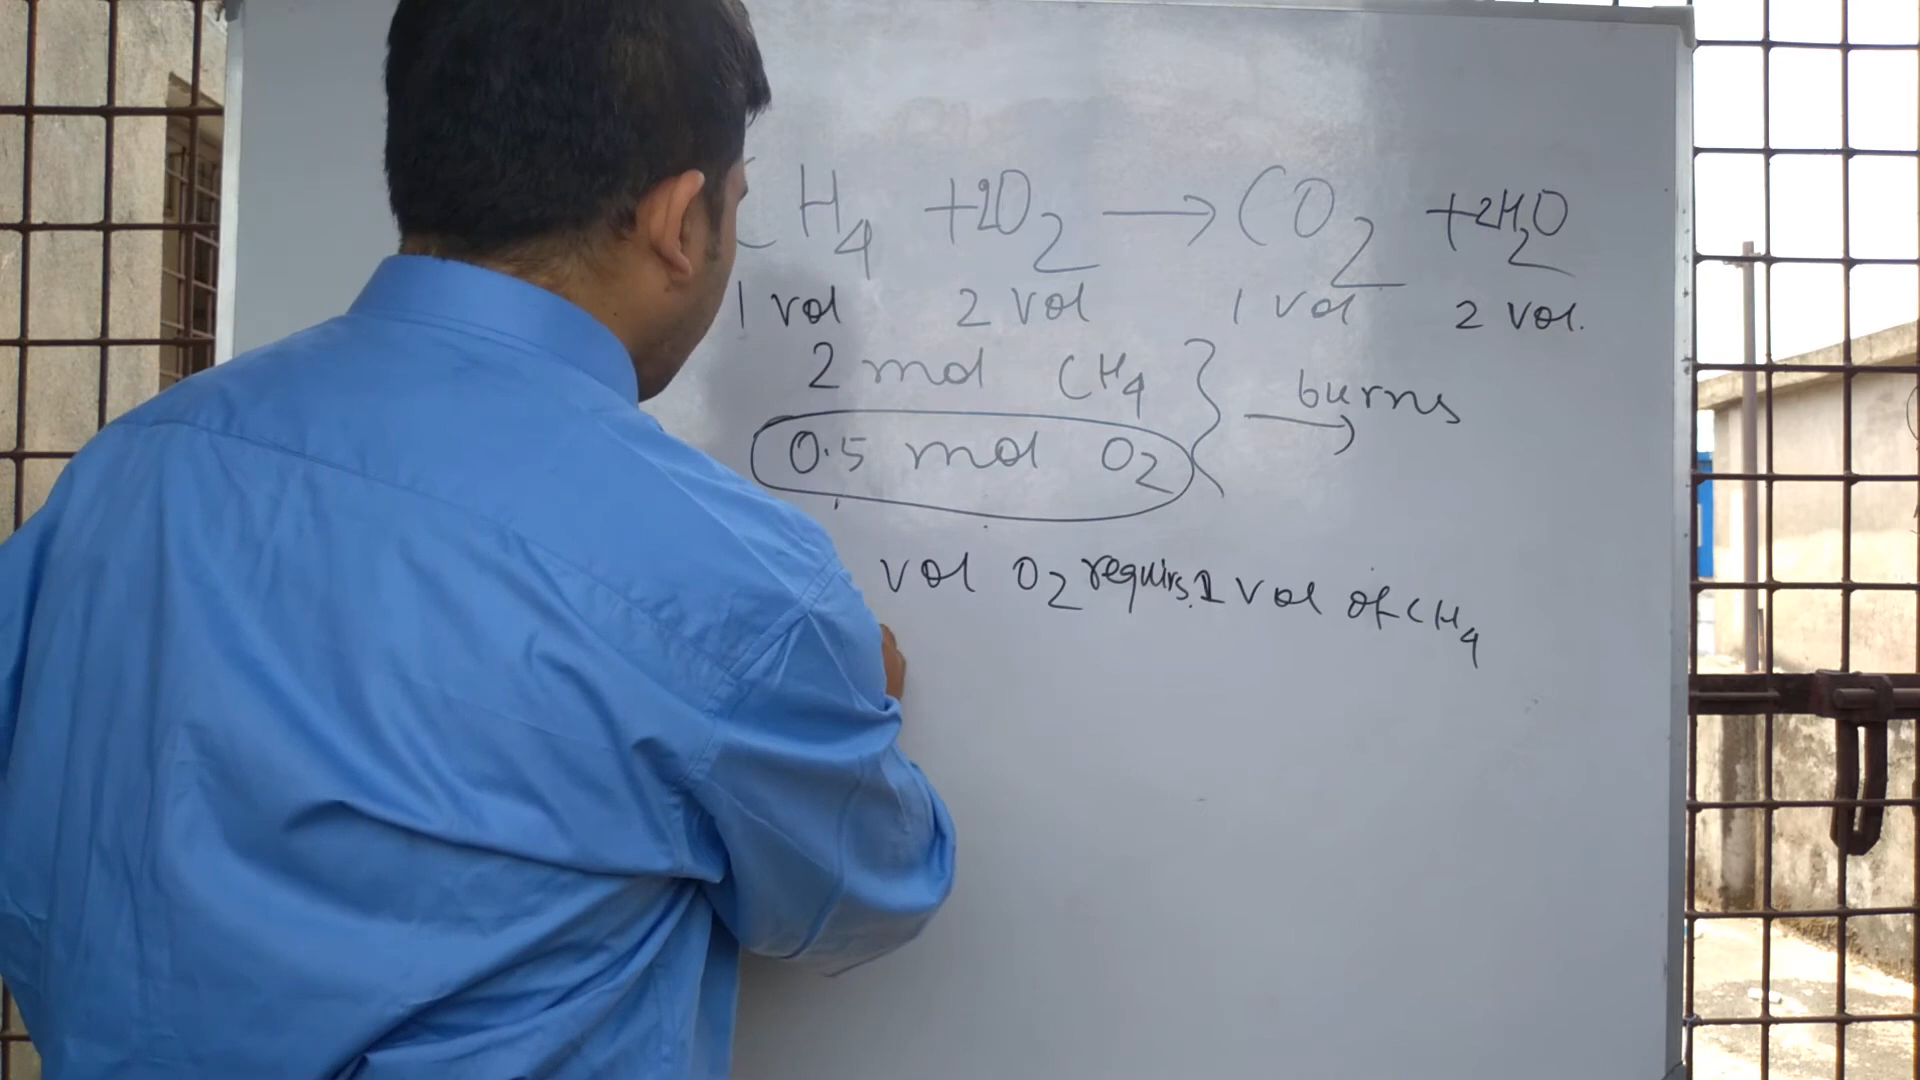 CH4 + 2O2 → CO2 + 2H2O
1 vol 2 vol 1 vol 2 vol.
2 mol CH4
burns
0.5 mol O2
vol O2 requirs 1 vol of CH4